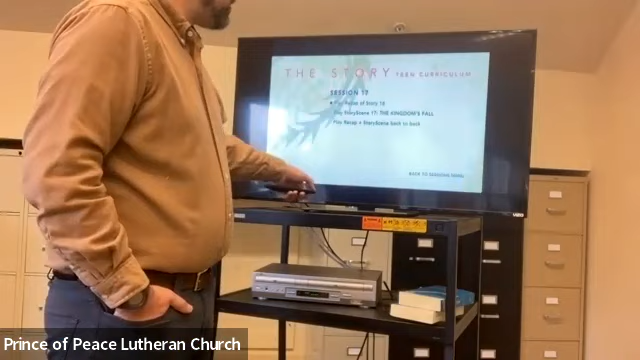 THE STORY TEEN CURRICULUM
SESSION 17
Play Recap of Story 16
Play StoryScene 17: THE KINGDOM'S FALL
Play Recap + StoryScene back to back
BACK TO SESSIONS MENU
VIZIO
Prince of Peace Lutheran Church